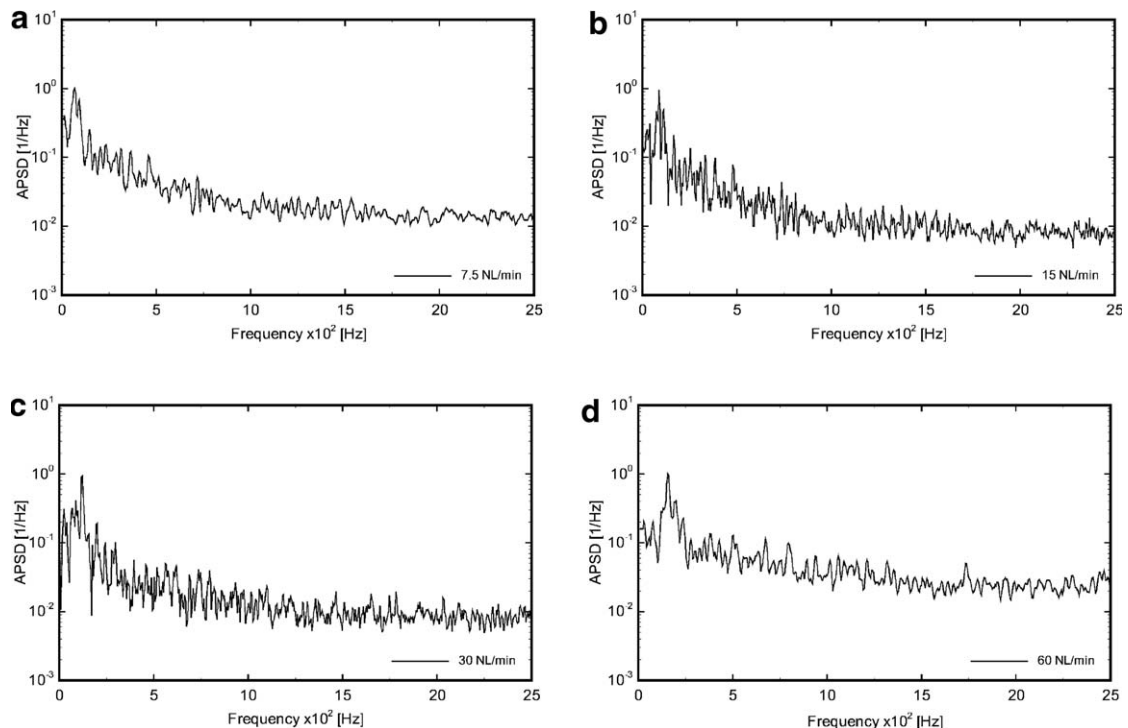 a
b
10¹
10⁰
10⁻¹
10⁻²
10⁻³
APSD [1/Hz]
7.5 NL/min
0 5 10 15 20 25
Frequency x10² [Hz]
10¹
10⁰
10⁻¹
10⁻²
10⁻³
APSD [1/Hz]
15 NL/min
0 5 10 15 20 25
Frequency x10² [Hz]
c
d
10¹
10⁰
10⁻¹
10⁻²
10⁻³
APSD [1/Hz]
30 NL/min
0 5 10 15 20 25
Frequency x10² [Hz]
10¹
10⁰
10⁻¹
10⁻²
10⁻³
APSD [1/Hz]
60 NL/min
0 5 10 15 20 25
Frequency x10² [Hz]